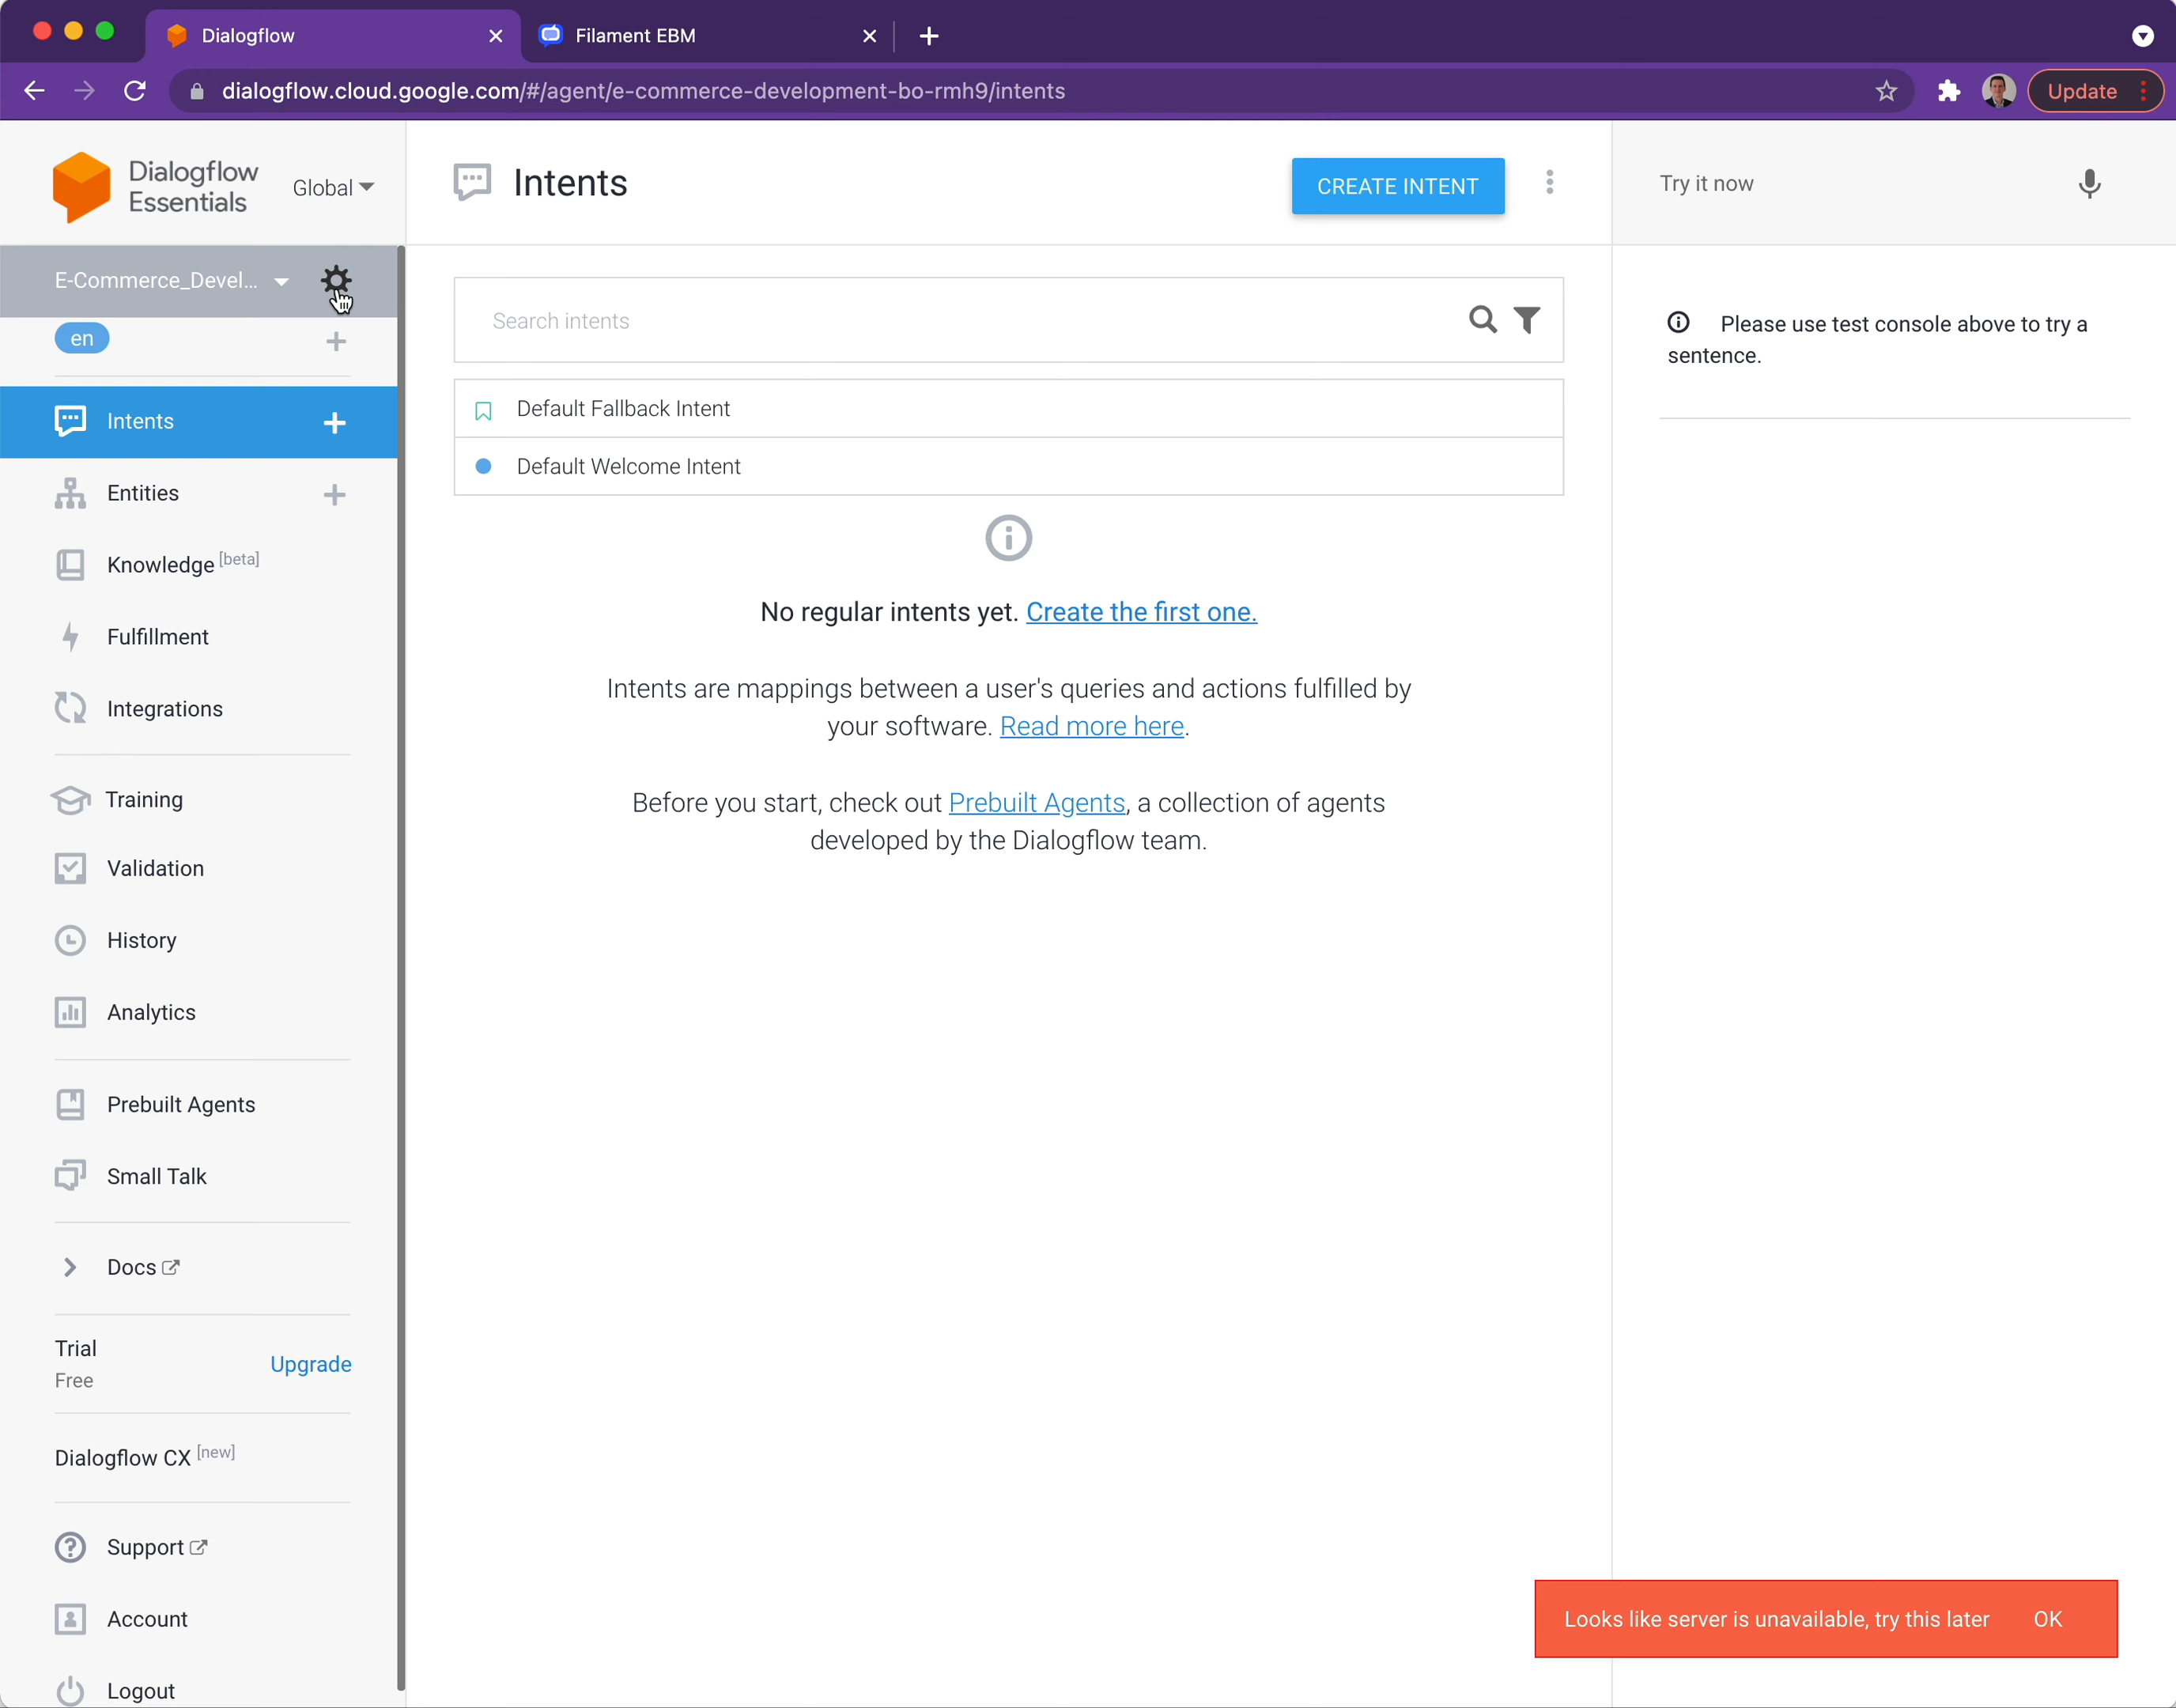 Dialogflow
Filament EBM
dialogflow.cloud.google.com/#/agent/e-commerce-development-bo-rmh9/intents
Update
Dialogflow
Essentials
Global
Intents
CREATE INTENT
Try it now
E-Commerce_Devel...
en
Search intents
Please use test console above to try a
sentence.
Intents
Default Fallback Intent
Default Welcome Intent
Entities
Knowledge [beta]
Fulfillment
Integrations
No regular intents yet. Create the first one.
Intents are mappings between a user's queries and actions fulfilled by
your software. Read more here.
Before you start, check out Prebuilt Agents, a collection of agents
developed by the Dialogflow team.
Training
Validation
History
Analytics
Prebuilt Agents
Small Talk
Docs
Trial
Free
Upgrade
Dialogflow CX [new]
Support
Account
Logout
Looks like server is unavailable, try this later OK